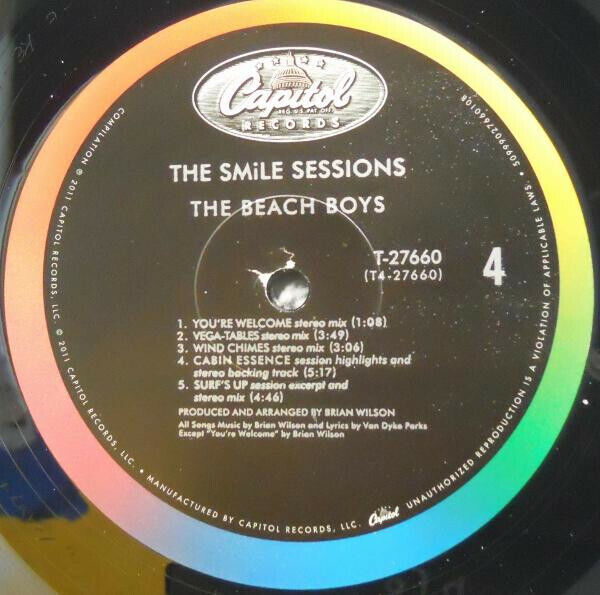 Capitol
REG. U.S. PAT. OFF.
RECORDS
THE SMiLE SESSIONS
THE BEACH BOYS
T-27660
(T4-27660)
4
1. YOU'RE WELCOME stereo mix (1:08)
2. VEGA-TABLES stereo mix (3:49)
3. WIND CHIMES stereo mix (3:06)
4. CABIN ESSENCE session highlights and
stereo backing track (5:17)
5. SURF'S UP session excerpt and
stereo mix (4:46)
PRODUCED AND ARRANGED BY BRIAN WILSON
All Songs Music by Brian Wilson and Lyrics by Van Dyke Parks
Except "You're Welcome" by Brian Wilson
COMPILATION ℗ 2011 CAPITOL RECORDS, LLC. © 2011 CAPITOL RECORDS, LLC. • MANUFACTURED BY CAPITOL RECORDS, LLC. Capitol UNAUTHORIZED REPRODUCTION IS A VIOLATION OF APPLICABLE LAWS. • 5099902766010B